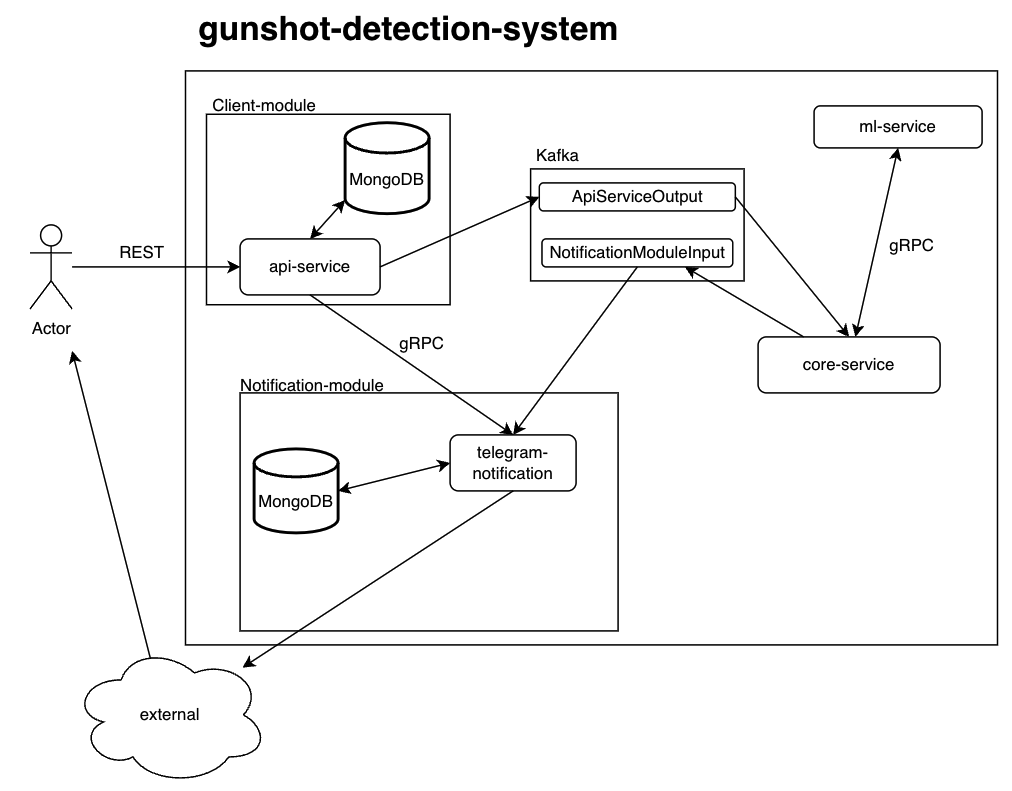 gunshot-detection-system
Client-module
MongoDB
api-service
REST
Actor
Kafka
ApiServiceOutput
NotificationModuleInput
ml-service
gRPC
core-service
gRPC
Notification-module
telegram-
notification
MongoDB
external